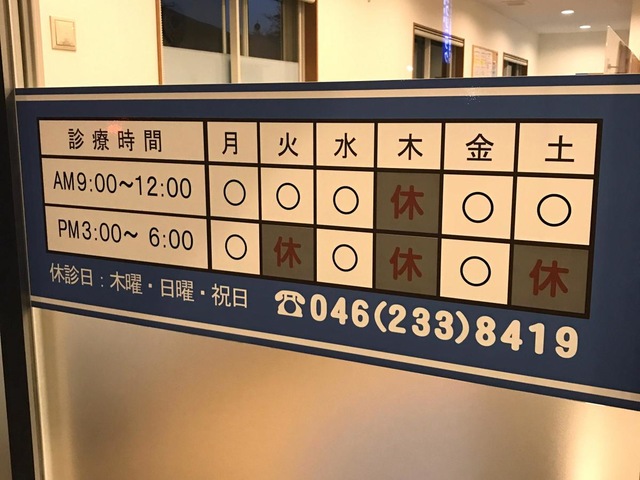 診療時間 月 火 水 木 金 土
AM9:00〜12:00 ○ ○ ○ 休 ○ ○
PM3:00〜 6:00 ○ 休 ○ 休 ○ 休
休診日:木曜・日曜・祝日 ☎046(233)8419